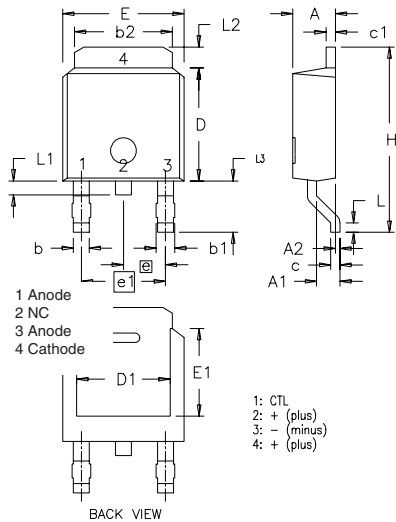 E
A
b2
L2
c1
4
D
H
L1
L3
1
2
3
L
b
b1
A2
e
c
e1
A1
1 Anode
2 NC
3 Anode
4 Cathode
D1
E1
1: CTL
2: + (plus)
3: - (minus)
4: + (plus)
BACK VIEW